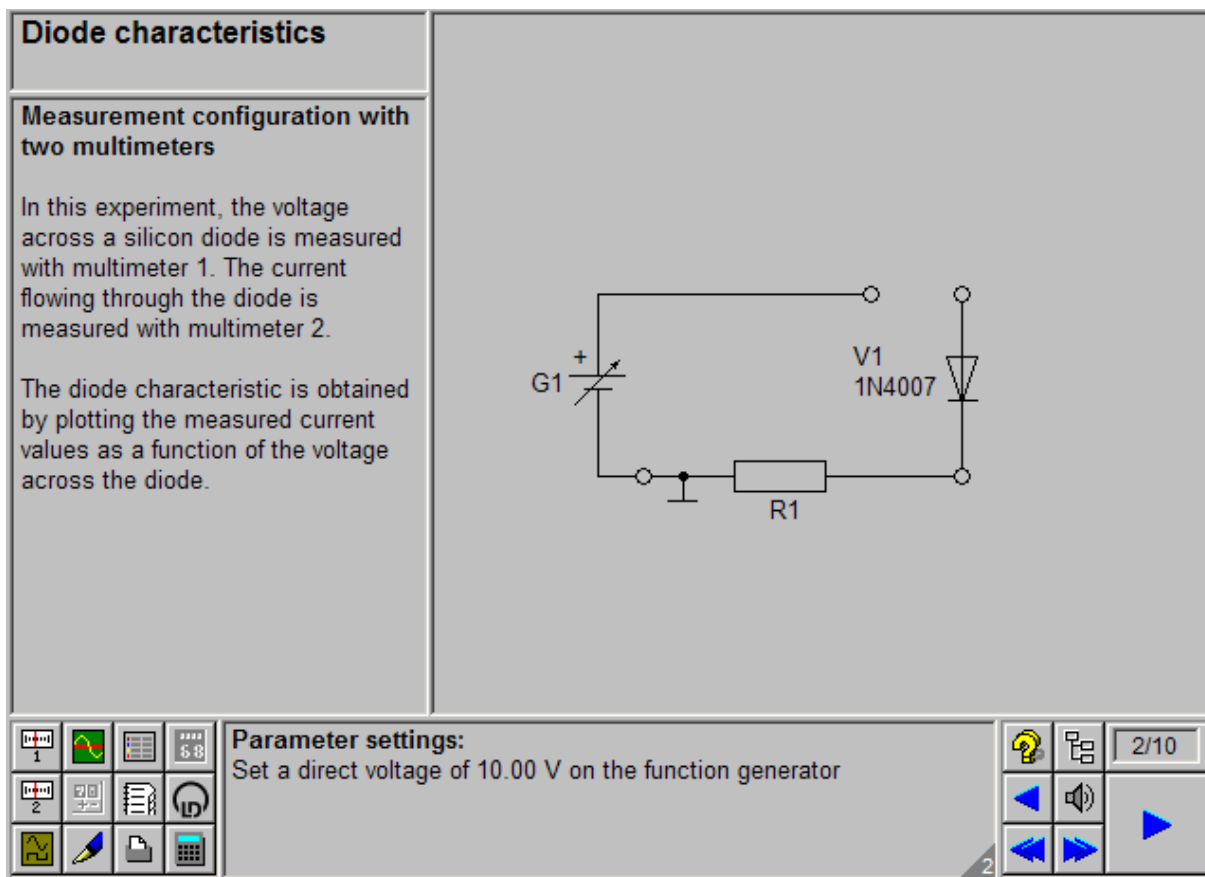 Diode characteristics
Measurement configuration with
two multimeters
In this experiment, the voltage
across a silicon diode is measured
with multimeter 1. The current
flowing through the diode is
measured with multimeter 2.
The diode characteristic is obtained
by plotting the measured current
values as a function of the voltage
across the diode.
+
G1
V1
1N4007
R1
1
68
2
LD
Parameter settings:
Set a direct voltage of 10.00 V on the function generator
2
2/10